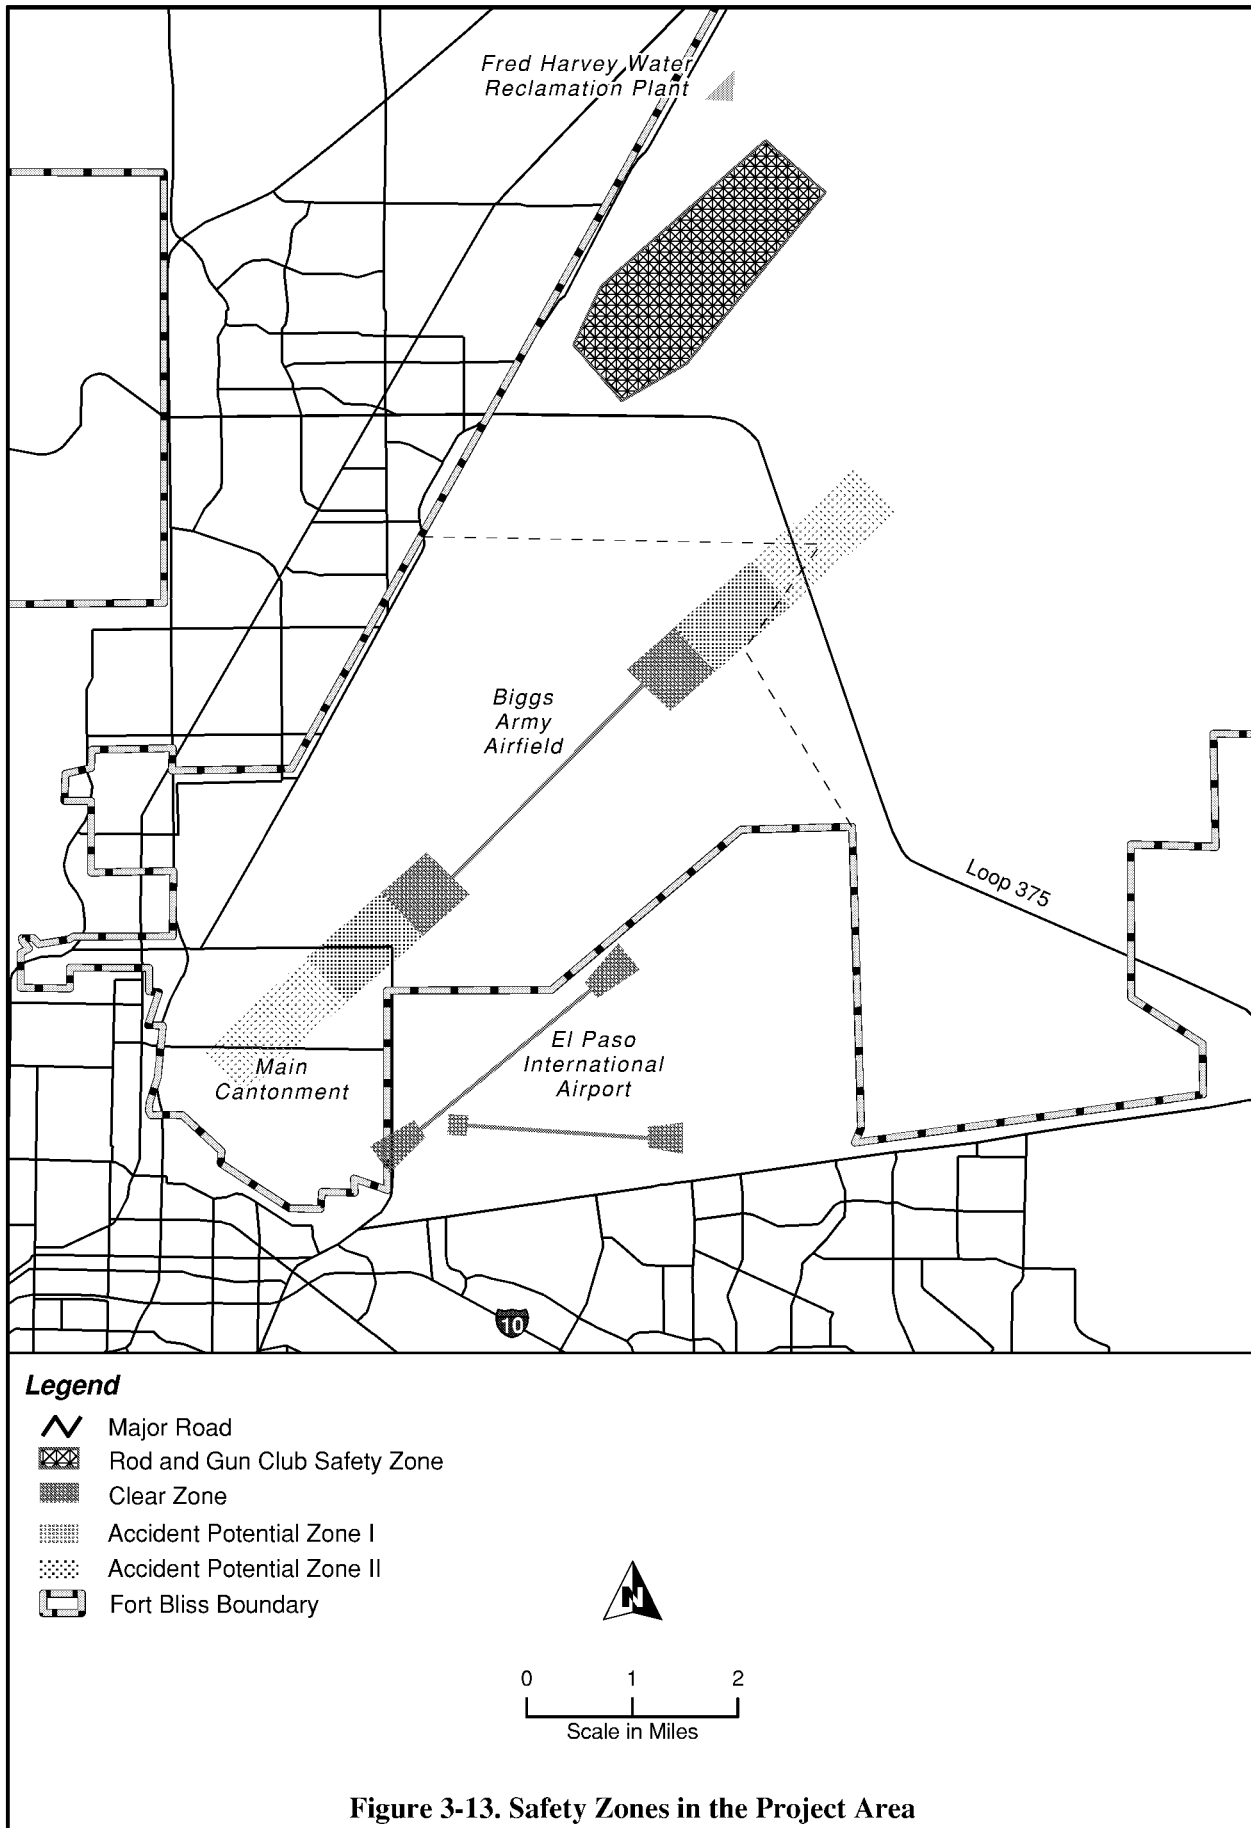 Fred Harvey Water
Reclamation Plant
Biggs
Army
Airfield
Loop 375
El Paso
International
Airport
Main
Cantonment
10
Legend
Major Road
Rod and Gun Club Safety Zone
Clear Zone
Accident Potential Zone I
Accident Potential Zone II
Fort Bliss Boundary
N
0 1 2
Scale in Miles
Figure 3-13. Safety Zones in the Project Area